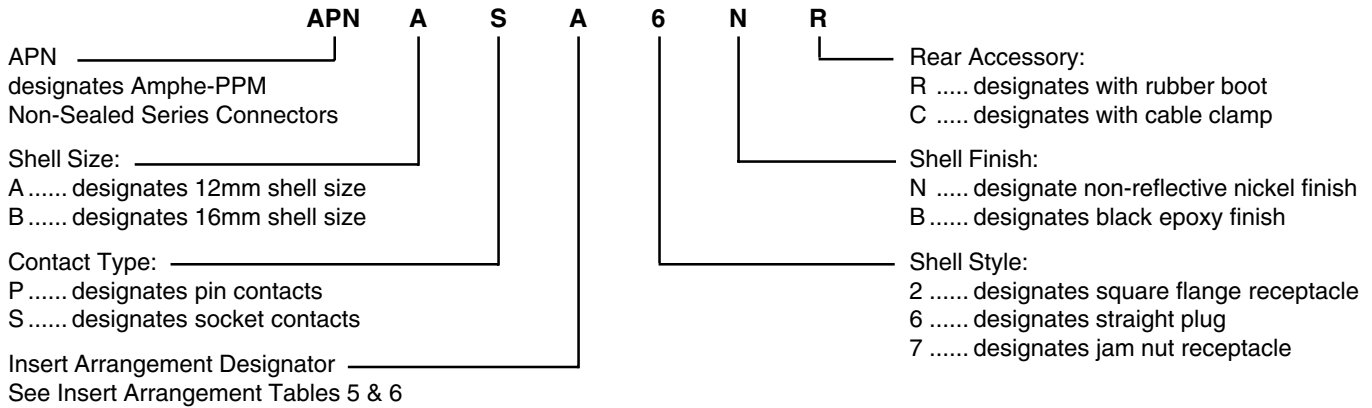 APN A S A 6 N R
APN
designates Amphe-PPM
Non-Sealed Series Connectors
Shell Size:
A ...... designates 12mm shell size
B ...... designates 16mm shell size
Contact Type:
P ...... designates pin contacts
S ...... designates socket contacts
Insert Arrangement Designator
See Insert Arrangement Tables 5 & 6
Rear Accessory:
R ..... designates with rubber boot
C ..... designates with cable clamp
Shell Finish:
N ..... designate non-reflective nickel finish
B ..... designates black epoxy finish
Shell Style:
2 ...... designates square flange receptacle
6 ...... designates straight plug
7 ...... designates jam nut receptacle